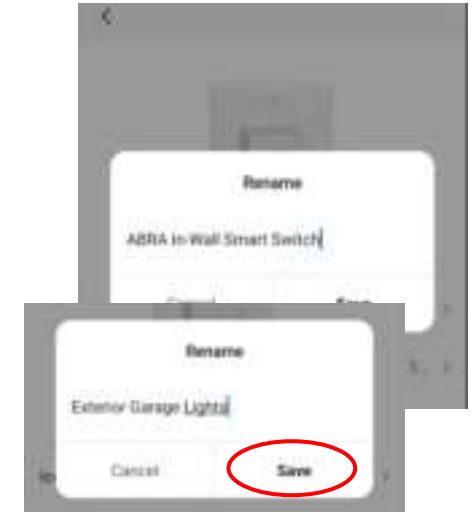 Rename
ABRA In-Wall Smart Switch
Rename
Exterior Garage Lights
Cancel
Save